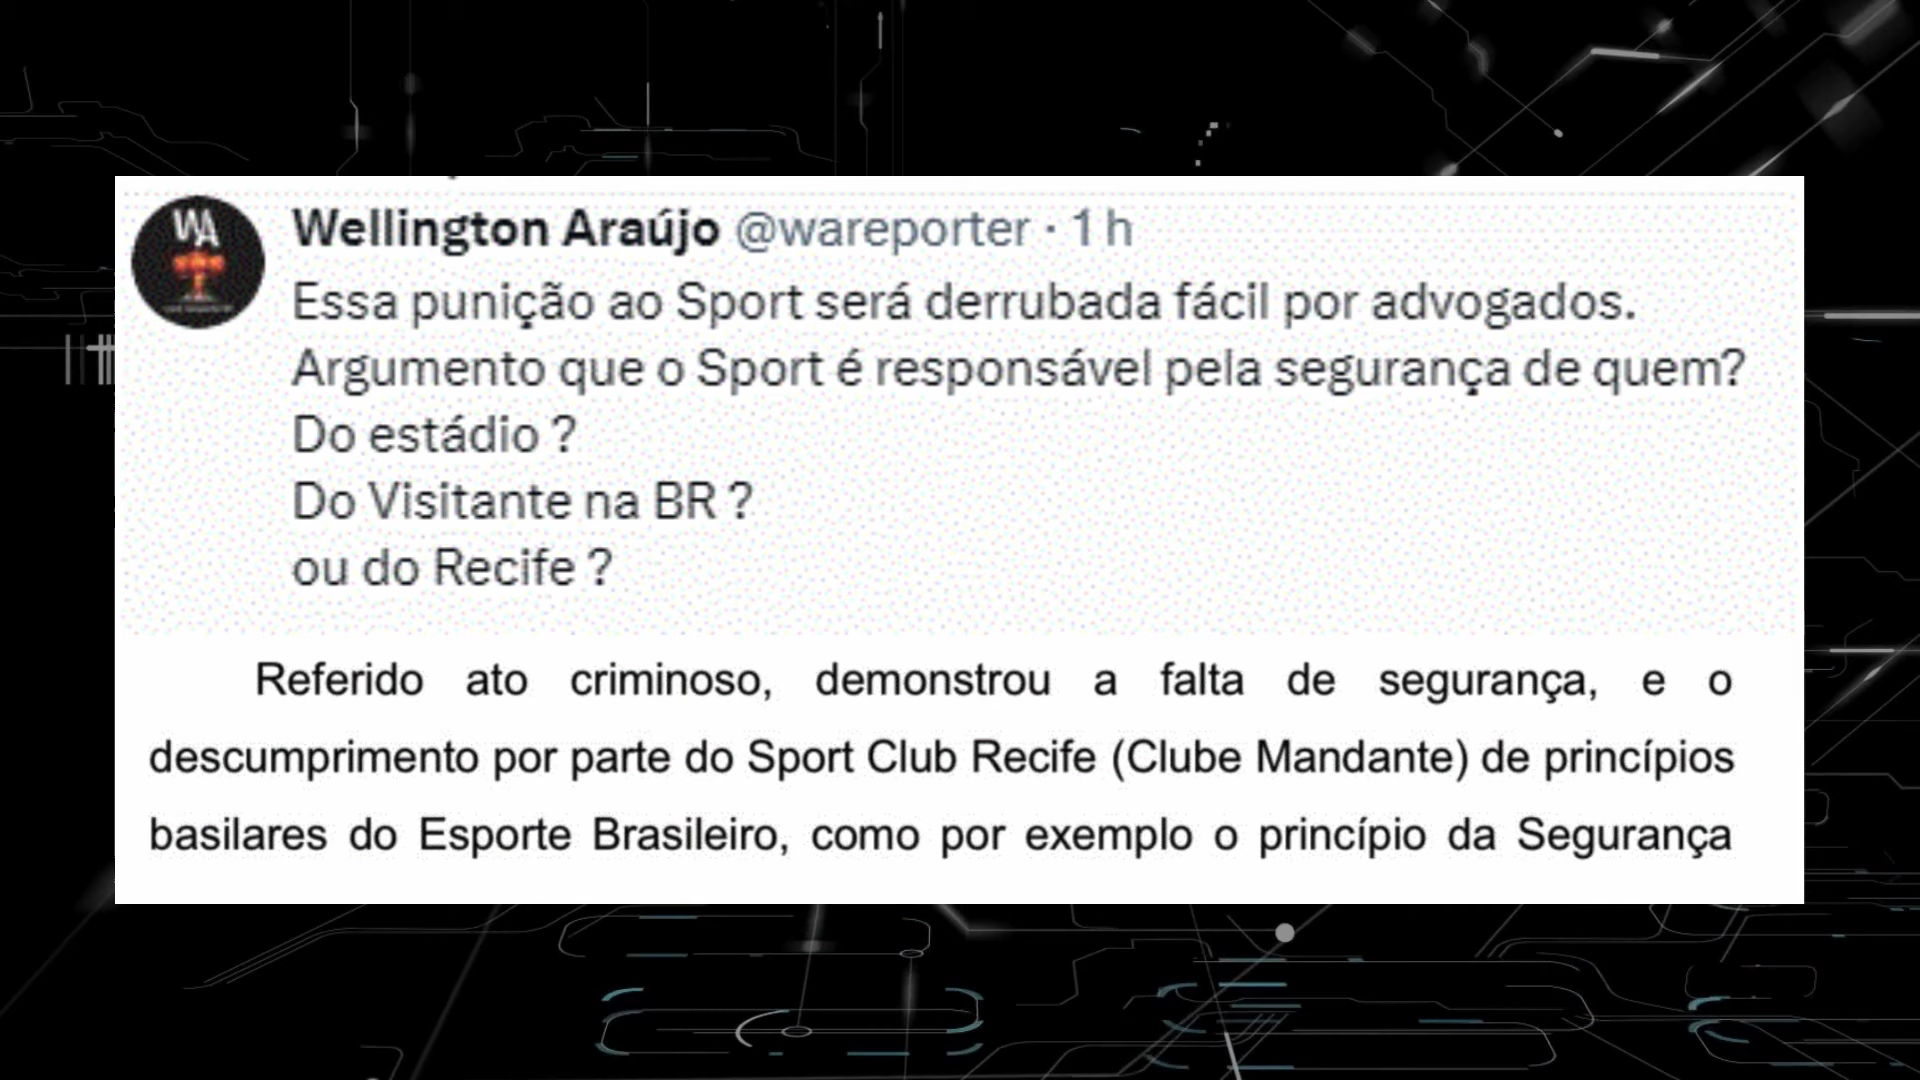 WA
Wellington Araújo @wareporter · 1 h
Essa punição ao Sport será derrubada fácil por advogados.
Argumento que o Sport é responsável pela segurança de quem?
Do estádio ?
Do Visitante na BR ?
ou do Recife ?
Referido ato criminoso, demonstrou a falta de segurança, e o
descumprimento por parte do Sport Club Recife (Clube Mandante) de princípios
basilares do Esporte Brasileiro, como por exemplo o princípio da Segurança